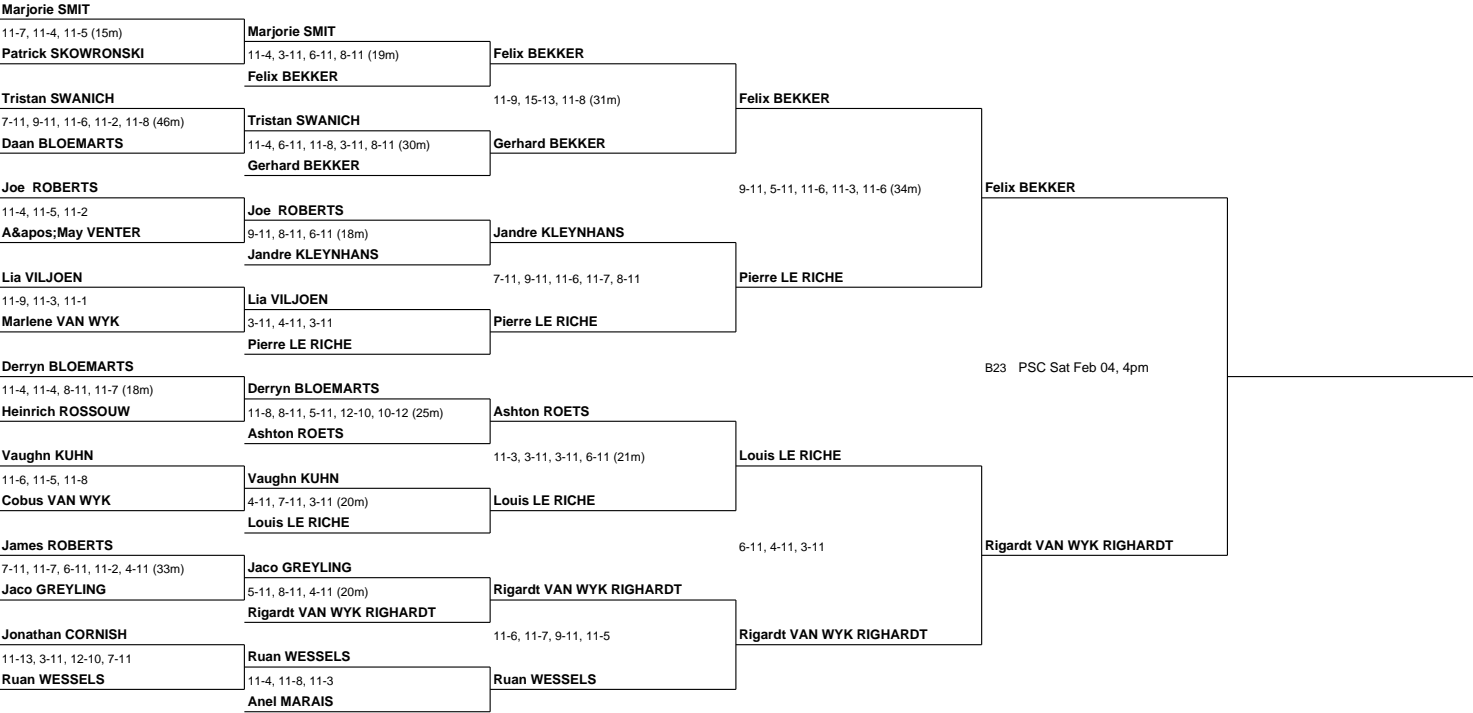 Marjorie SMIT
11-7, 11-4, 11-5 (15m)
Patrick SKOWRONSKI
Tristan SWANICH
7-11, 9-11, 11-6, 11-2, 11-8 (46m)
Daan BLOEMARTS
Joe  ROBERTS
11-4, 11-5, 11-2
A&apos;May VENTER
Lia VILJOEN
11-9, 11-3, 11-1
Marlene VAN WYK
Derryn BLOEMARTS
11-4, 11-4, 8-11, 11-7 (18m)
Heinrich ROSSOUW
Vaughn KUHN
11-6, 11-5, 11-8
Cobus VAN WYK
James ROBERTS
7-11, 11-7, 6-11, 11-2, 4-11 (33m)
Jaco GREYLING
Jonathan CORNISH
11-13, 3-11, 12-10, 7-11
Ruan WESSELS
Marjorie SMIT
11-4, 3-11, 6-11, 8-11 (19m)
Felix BEKKER
Tristan SWANICH
11-4, 6-11, 11-8, 3-11, 8-11 (30m)
Gerhard BEKKER
Joe  ROBERTS
9-11, 8-11, 6-11 (18m)
Jandre KLEYNHANS
Lia VILJOEN
3-11, 4-11, 3-11
Pierre LE RICHE
Derryn BLOEMARTS
11-8, 8-11, 5-11, 12-10, 10-12 (25m)
Ashton ROETS
Vaughn KUHN
4-11, 7-11, 3-11 (20m)
Louis LE RICHE
Jaco GREYLING
5-11, 8-11, 4-11 (20m)
Rigardt VAN WYK RIGHARDT
Ruan WESSELS
11-4, 11-8, 11-3
Anel MARAIS
Felix BEKKER
11-9, 15-13, 11-8 (31m)
Gerhard BEKKER
Jandre KLEYNHANS
7-11, 9-11, 11-6, 11-7, 8-11
Pierre LE RICHE
Ashton ROETS
11-3, 3-11, 3-11, 6-11 (21m)
Louis LE RICHE
Rigardt VAN WYK RIGHARDT
11-6, 11-7, 9-11, 11-5
Ruan WESSELS
Felix BEKKER
9-11, 5-11, 11-6, 11-3, 11-6 (34m)
Pierre LE RICHE
Louis LE RICHE
6-11, 4-11, 3-11
Rigardt VAN WYK RIGHARDT
Felix BEKKER
B23 PSC Sat Feb 04, 4pm
Rigardt VAN WYK RIGHARDT